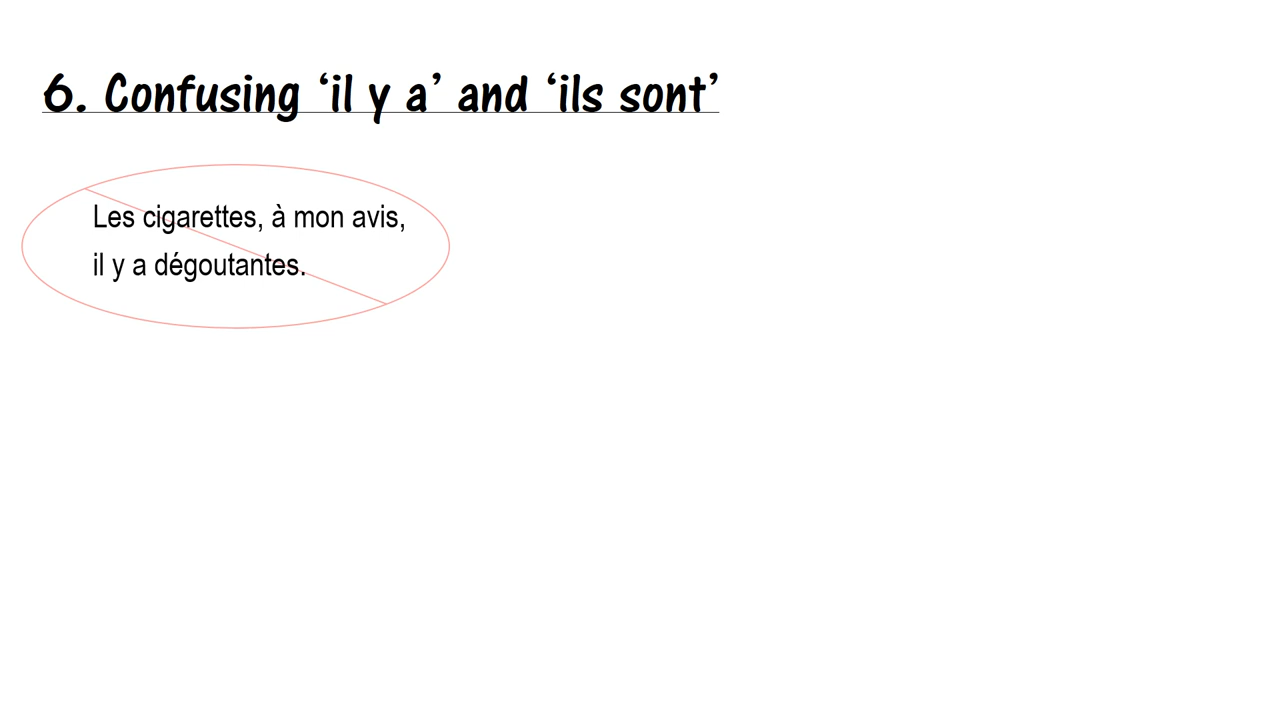 6. Confusing ‘il y a’ and ‘ils sont’
Les cigarettes, à mon avis,
il y a dégoutantes.